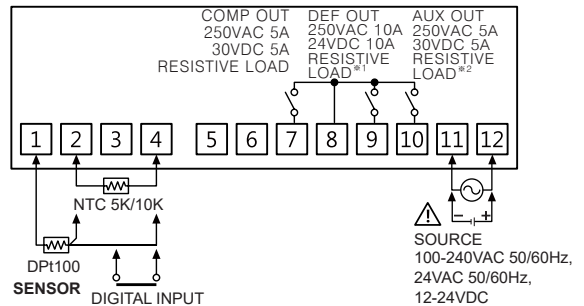 COMP OUT
250VAC 5A
30VDC 5A
RESISTIVE LOAD
DEF OUT
250VAC 10A
24VDC 10A
RESISTIVE
LOAD※1
AUX OUT
250VAC 5A
30VDC 5A
RESISTIVE
LOAD※2
1 2 3 4 5 6 7 8 9 10 11 12
NTC 5K/10K
DPt100
SENSOR
DIGITAL INPUT
− +
SOURCE
100-240VAC 50/60Hz,
24VAC 50/60Hz,
12-24VDC